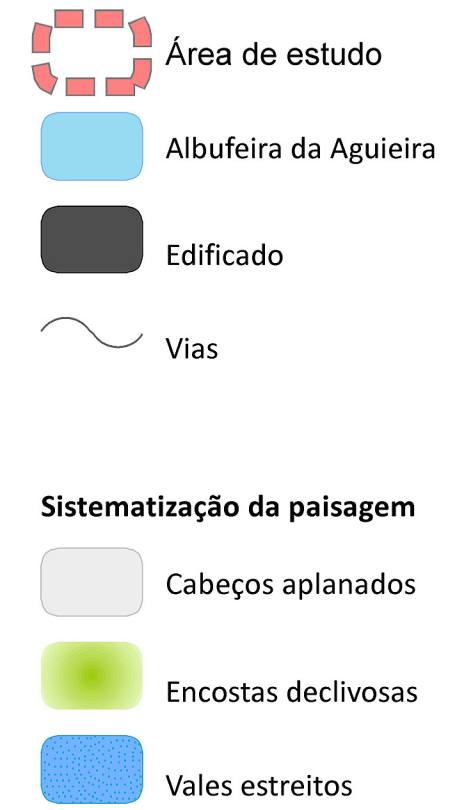 Área de estudo
Albufeira da Aguieira
Edificado
Vias
Sistematização da paisagem
Cabeços aplanados
Encostas declivosas
Vales estreitos